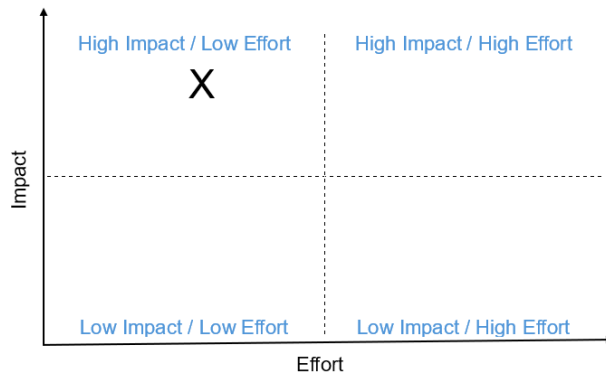 High Impact / Low Effort
High Impact / High Effort
X
Impact
Low Impact / Low Effort
Low Impact / High Effort
Effort